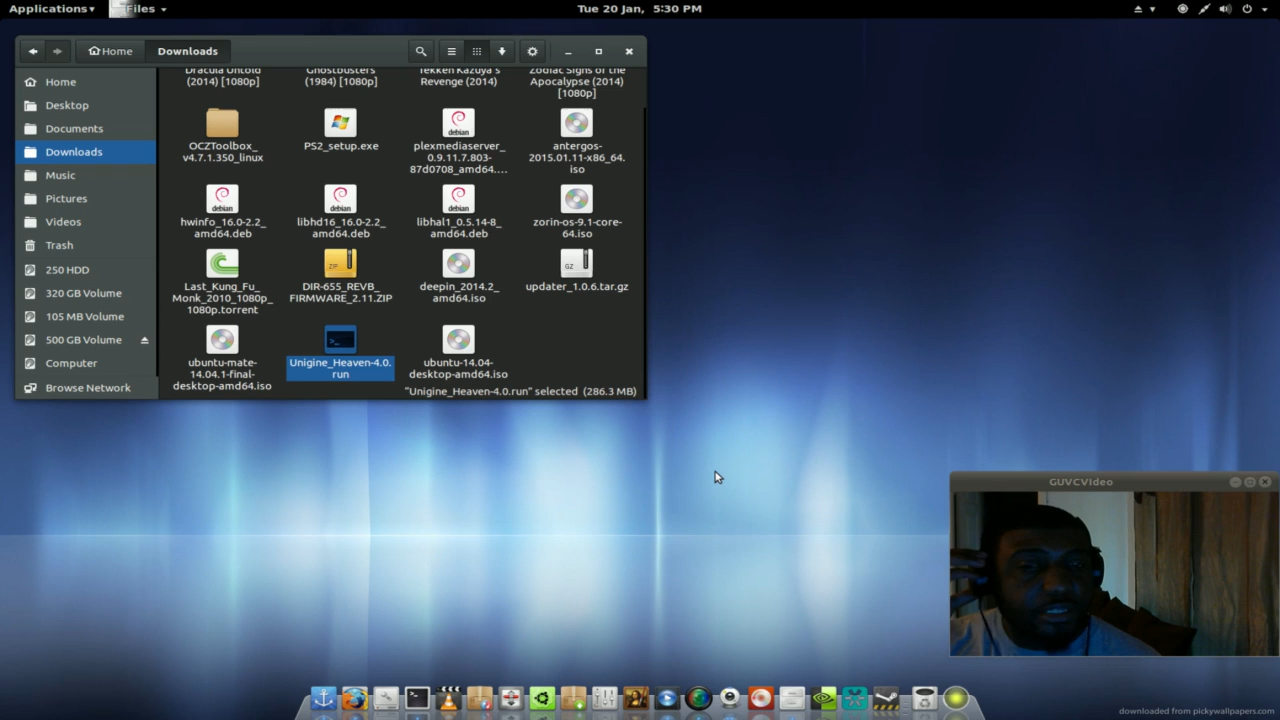 Applications
Files
Tue 20 Jan, 5:30 PM
Home
Downloads
Home
Desktop
Documents
Downloads
Music
Pictures
Videos
Trash
250 HDD
320 GB Volume
105 MB Volume
500 GB Volume
Computer
Browse Network
Dracula Untold
(2014) [1080p]
Ghostbusters
(1984) [1080p]
Tekken Kazuya's
Revenge (2014)
Zodiac Signs of the
Apocalypse (2014)
[1080p]
OCZToolbox_
v4.7.1.350_linux
PS2_setup.exe
debian
plexmediaserver_
0.9.11.7.803-
87d0708_amd64....
antergos-
2015.01.11-x86_64.
iso
debian
hwinfo_16.0-2.2_
amd64.deb
debian
libhd16_16.0-2.2_
amd64.deb
debian
libhal1_0.5.14-8_
amd64.deb
zorin-os-9.1-core-
64.iso
Last_Kung_Fu_
Monk_2010_1080p_
1080p.torrent
ZIP
DIR-655_REVB_
FIRMWARE_2.11.ZIP
deepin_2014.2_
amd64.iso
GZ
updater_1.0.6.tar.gz
ubuntu-mate-
14.04.1-final-
desktop-amd64.iso
>_
Unigine_Heaven-4.0.
run
ubuntu-14.04-
desktop-amd64.iso
"Unigine_Heaven-4.0.run" selected (286.3 MB)
GUVCVideo
downloaded from pickywallpapers.com